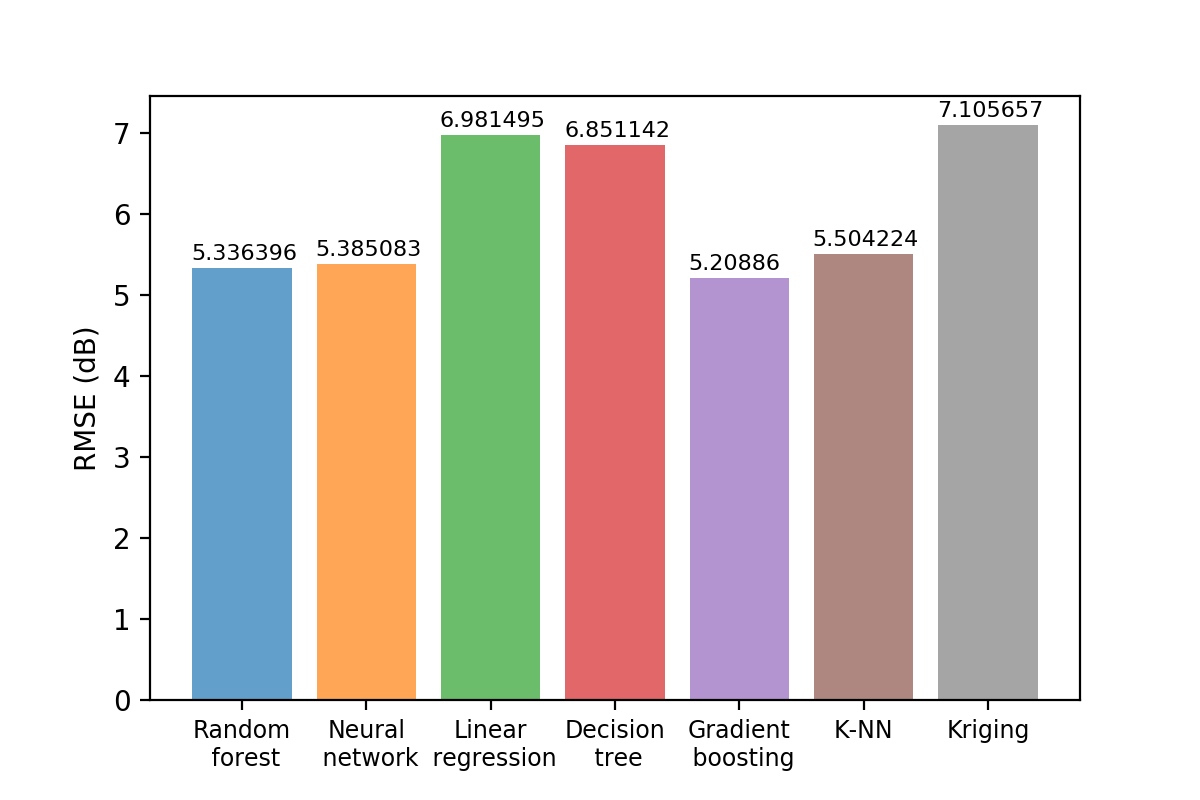 7.105657
6.981495
6.851142
5.336396
5.385083
5.20886
5.504224
7
6
5
4
3
2
1
0
RMSE (dB)
Random
forest
Neural
network
Linear
regression
Decision
tree
Gradient
boosting
K-NN
Kriging